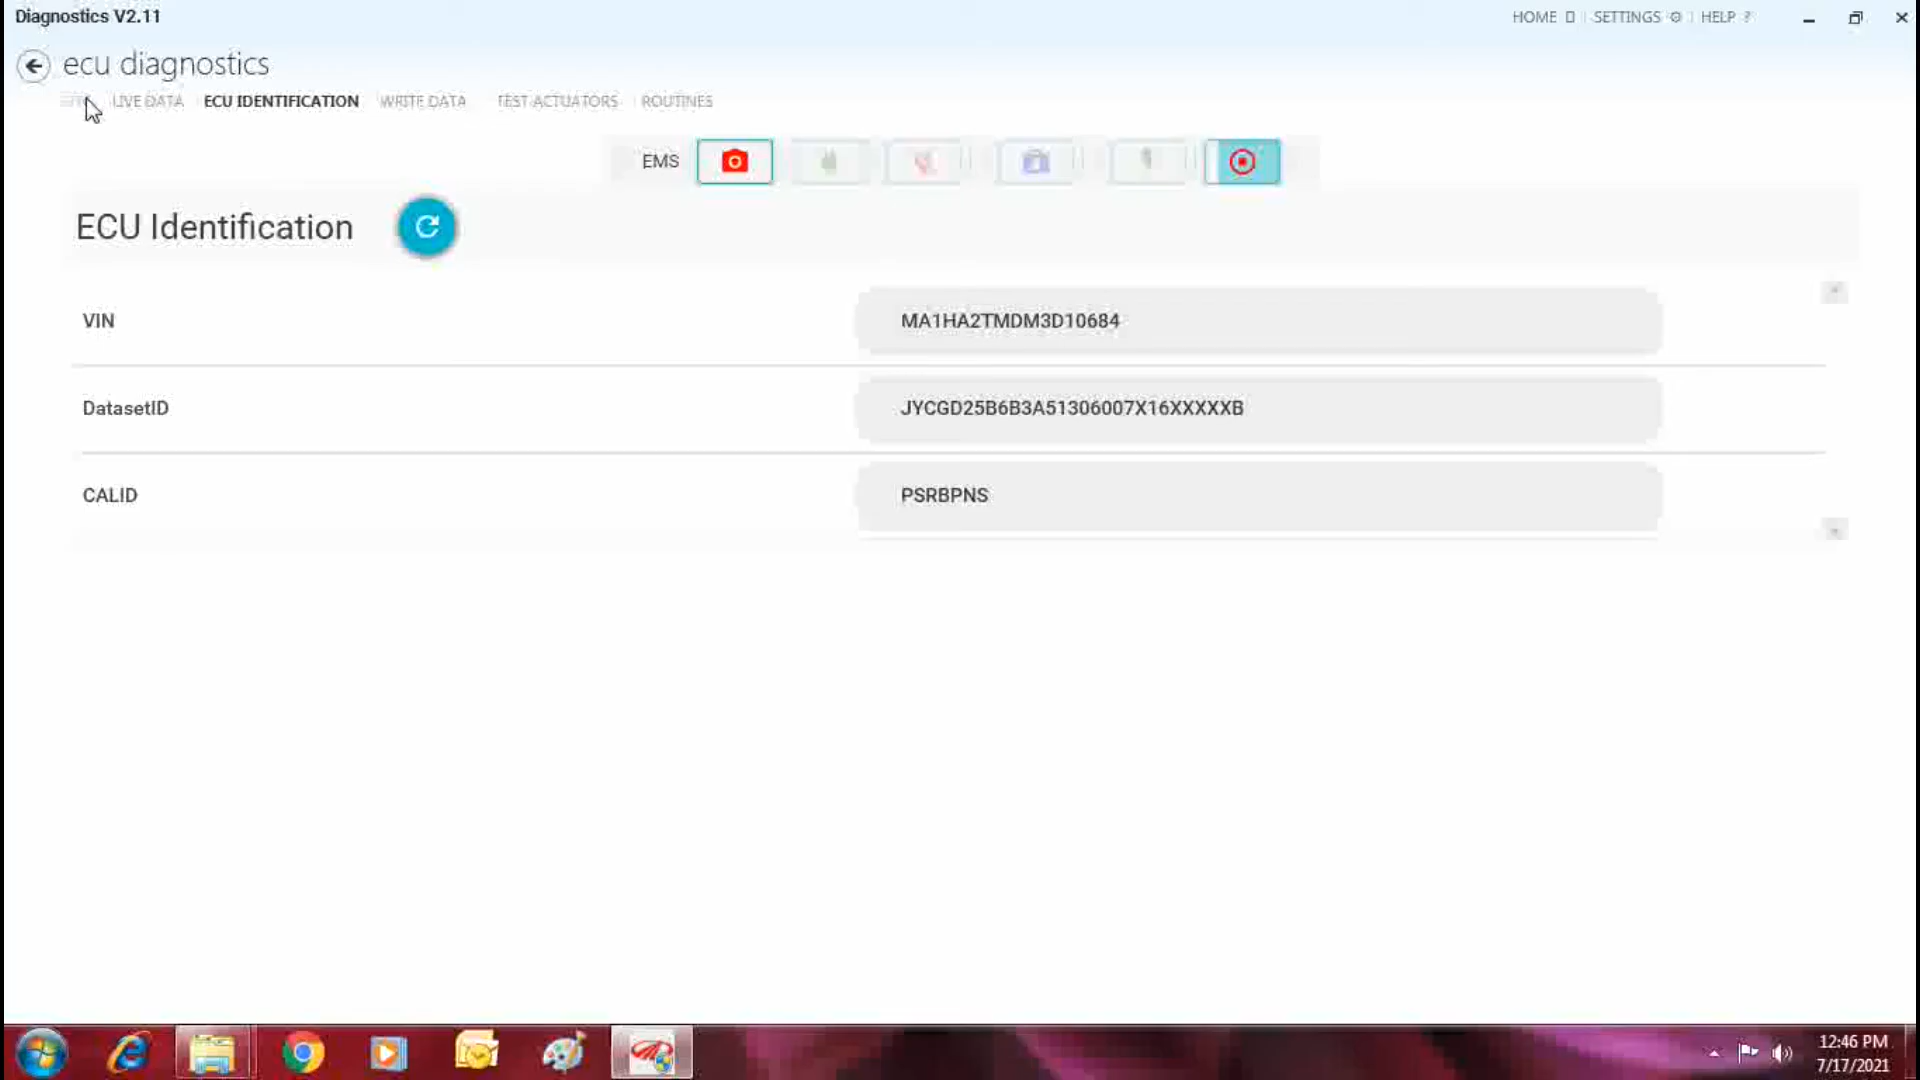 Diagnostics V2.11
HOME SETTINGS HELP ?
ecu diagnostics
LIVE DATA ECU IDENTIFICATION WRITE DATA TEST ACTUATORS ROUTINES
EMS
ECU Identification
VIN MA1HA2TMDM3D10684
DatasetID JYCGD25B6B3A51306007X16XXXXXB
CALID PSRBPNS
12:46 PM
7/17/2021